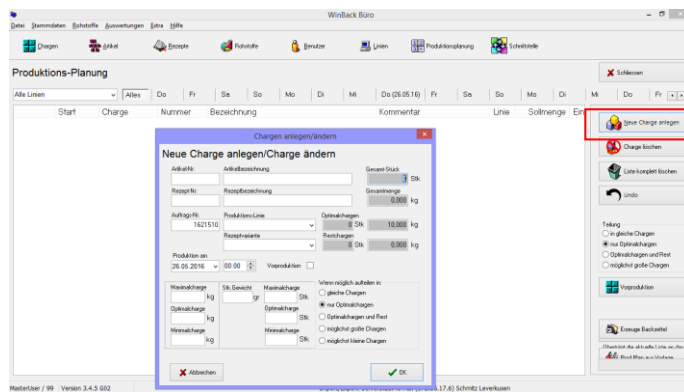 WinBack Büro
Datei Stammdaten Rohstoffe Auswertungen Extra Hilfe
Chargen Artikel Rezepte Rohstoffe Benutzer Linien Produktionsplanung Schnittstelle
Produktions-Planung
Schliessen
Alle Linien Alles Do Fr Sa So Mo Di Mi Do (26.05.16) Fr Sa So Mo Di Mi Do Fr
Start Charge Nummer Bezeichnung Kommentar Linie Sollmenge Ein
Neue Charge anlegen
Charge löschen
Liste komplett löschen
Undo
Teilung
in gleiche Chargen
nur Optimalchargen
Optimalchargen und Rest
möglichst große Chargen
Vorproduktion
Erzeuge Backzettel
Chargen anlegen/ändern
Neue Charge anlegen/Charge ändern
Artikel-Nr. Artikelbezeichnung Gesamt-Stück
Stk
Rezept-Nr. Rezeptbezeichnung Gesamtmenge
0,000 kg
Auftrags-Nr. Produktions-Linie Optimalchargen
1621510 0 Stk 10,000 kg
Rezeptvariante Restchargen
0 Stk 0,000 kg
Produktion am
26.05.2016 00:00 Vorproduktion
Maximalcharge Stk.Gewicht Maximalcharge
kg gr Stk
Optimalcharge Optimalcharge
kg Stk
Minimalcharge Minimalcharge
kg Stk
Wenn möglich aufteilen in:
gleiche Chargen
nur Optimalchargen
Optimalchargen und Rest
möglichst große Chargen
möglichst kleine Chargen
Abbrechen OK
MasterUser / 99 Version 3.4.5 G02 Schmitz Leverkusen